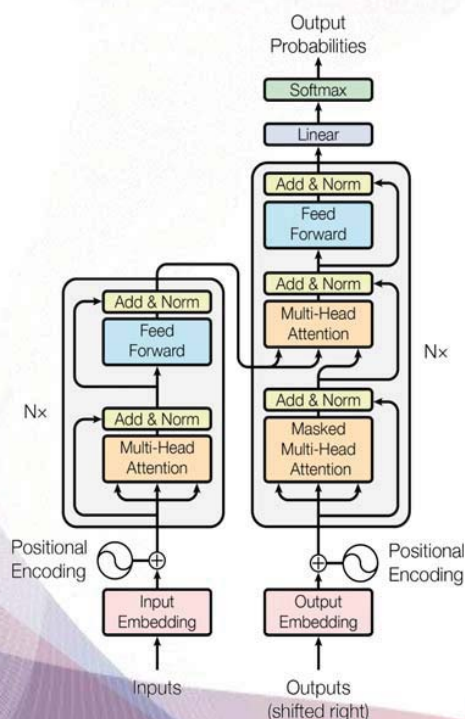 Output
Probabilities
Softmax
Linear
Add & Norm
Feed
Forward
Add & Norm
Multi-Head
Attention
Add & Norm
Masked
Multi-Head
Attention
Nx
Add & Norm
Feed
Forward
Add & Norm
Multi-Head
Attention
Nx
Positional
Encoding
Positional
Encoding
Input
Embedding
Output
Embedding
Inputs
Outputs
(shifted right)